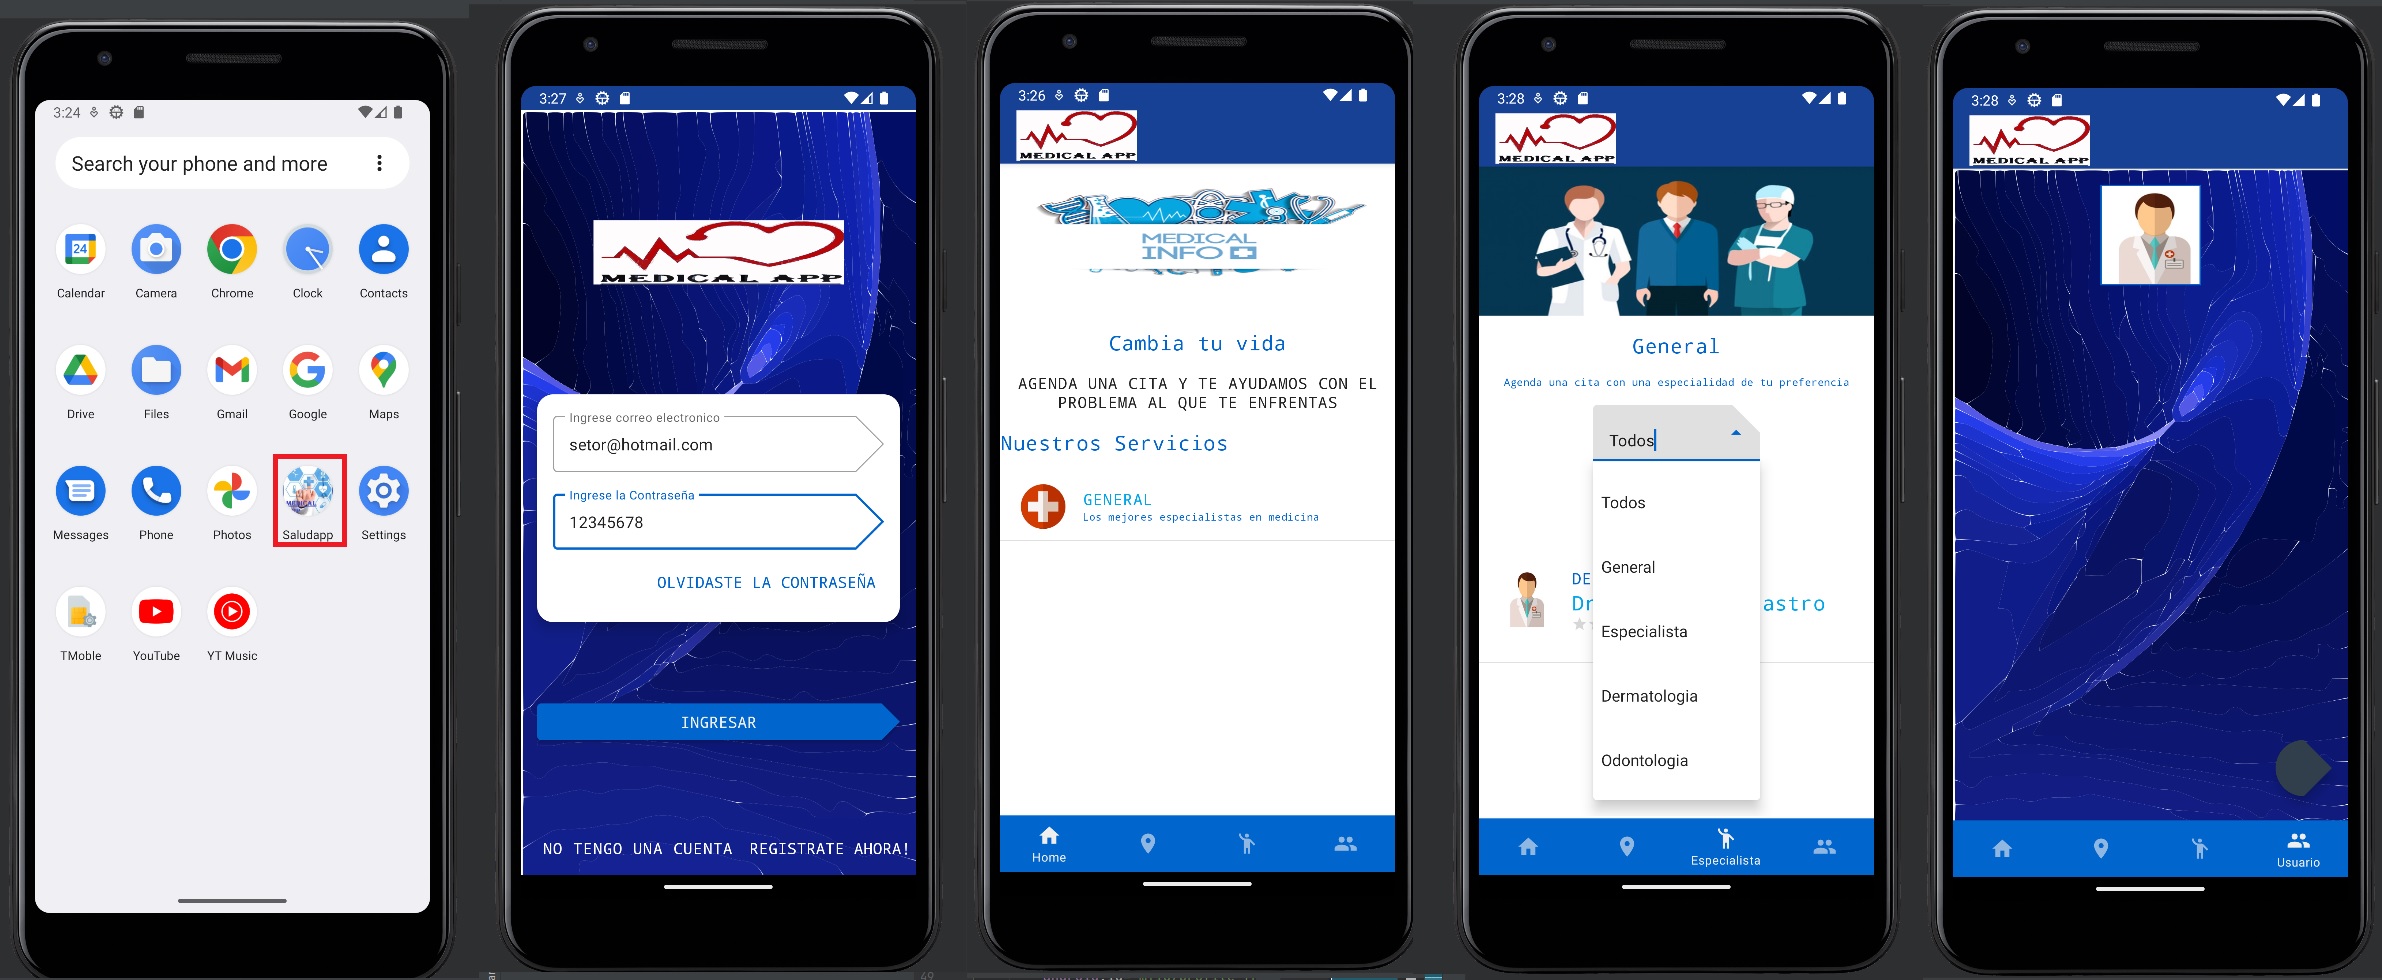 3:24
Search your phone and more
24
Calendar
Camera
Chrome
Clock
Contacts
Drive
Files
Gmail
Google
Maps
Messages
Phone
Photos
Saludapp
Settings
TMoble
YouTube
YT Music
3:27
MEDICAL APP
Ingrese correo electronico
setor@hotmail.com
Ingrese la Contraseña
12345678
OLVIDASTE LA CONTRASEÑA
INGRESAR
NO TENGO UNA CUENTA REGISTRATE AHORA!
3:26
MEDICAL APP
MEDICAL
INFO
Cambia tu vida
AGENDA UNA CITA Y TE AYUDAMOS CON EL
PROBLEMA AL QUE TE ENFRENTAS
Nuestros Servicios
GENERAL
Los mejores especialistas en medicina
Home
3:28
MEDICAL APP
General
Agenda una cita con una especialidad de tu preferencia
Todos
Todos
General
Especialista
Dermatologia
Odontologia
DE
Dr
astro
Especialista
3:28
MEDICAL APP
Usuario